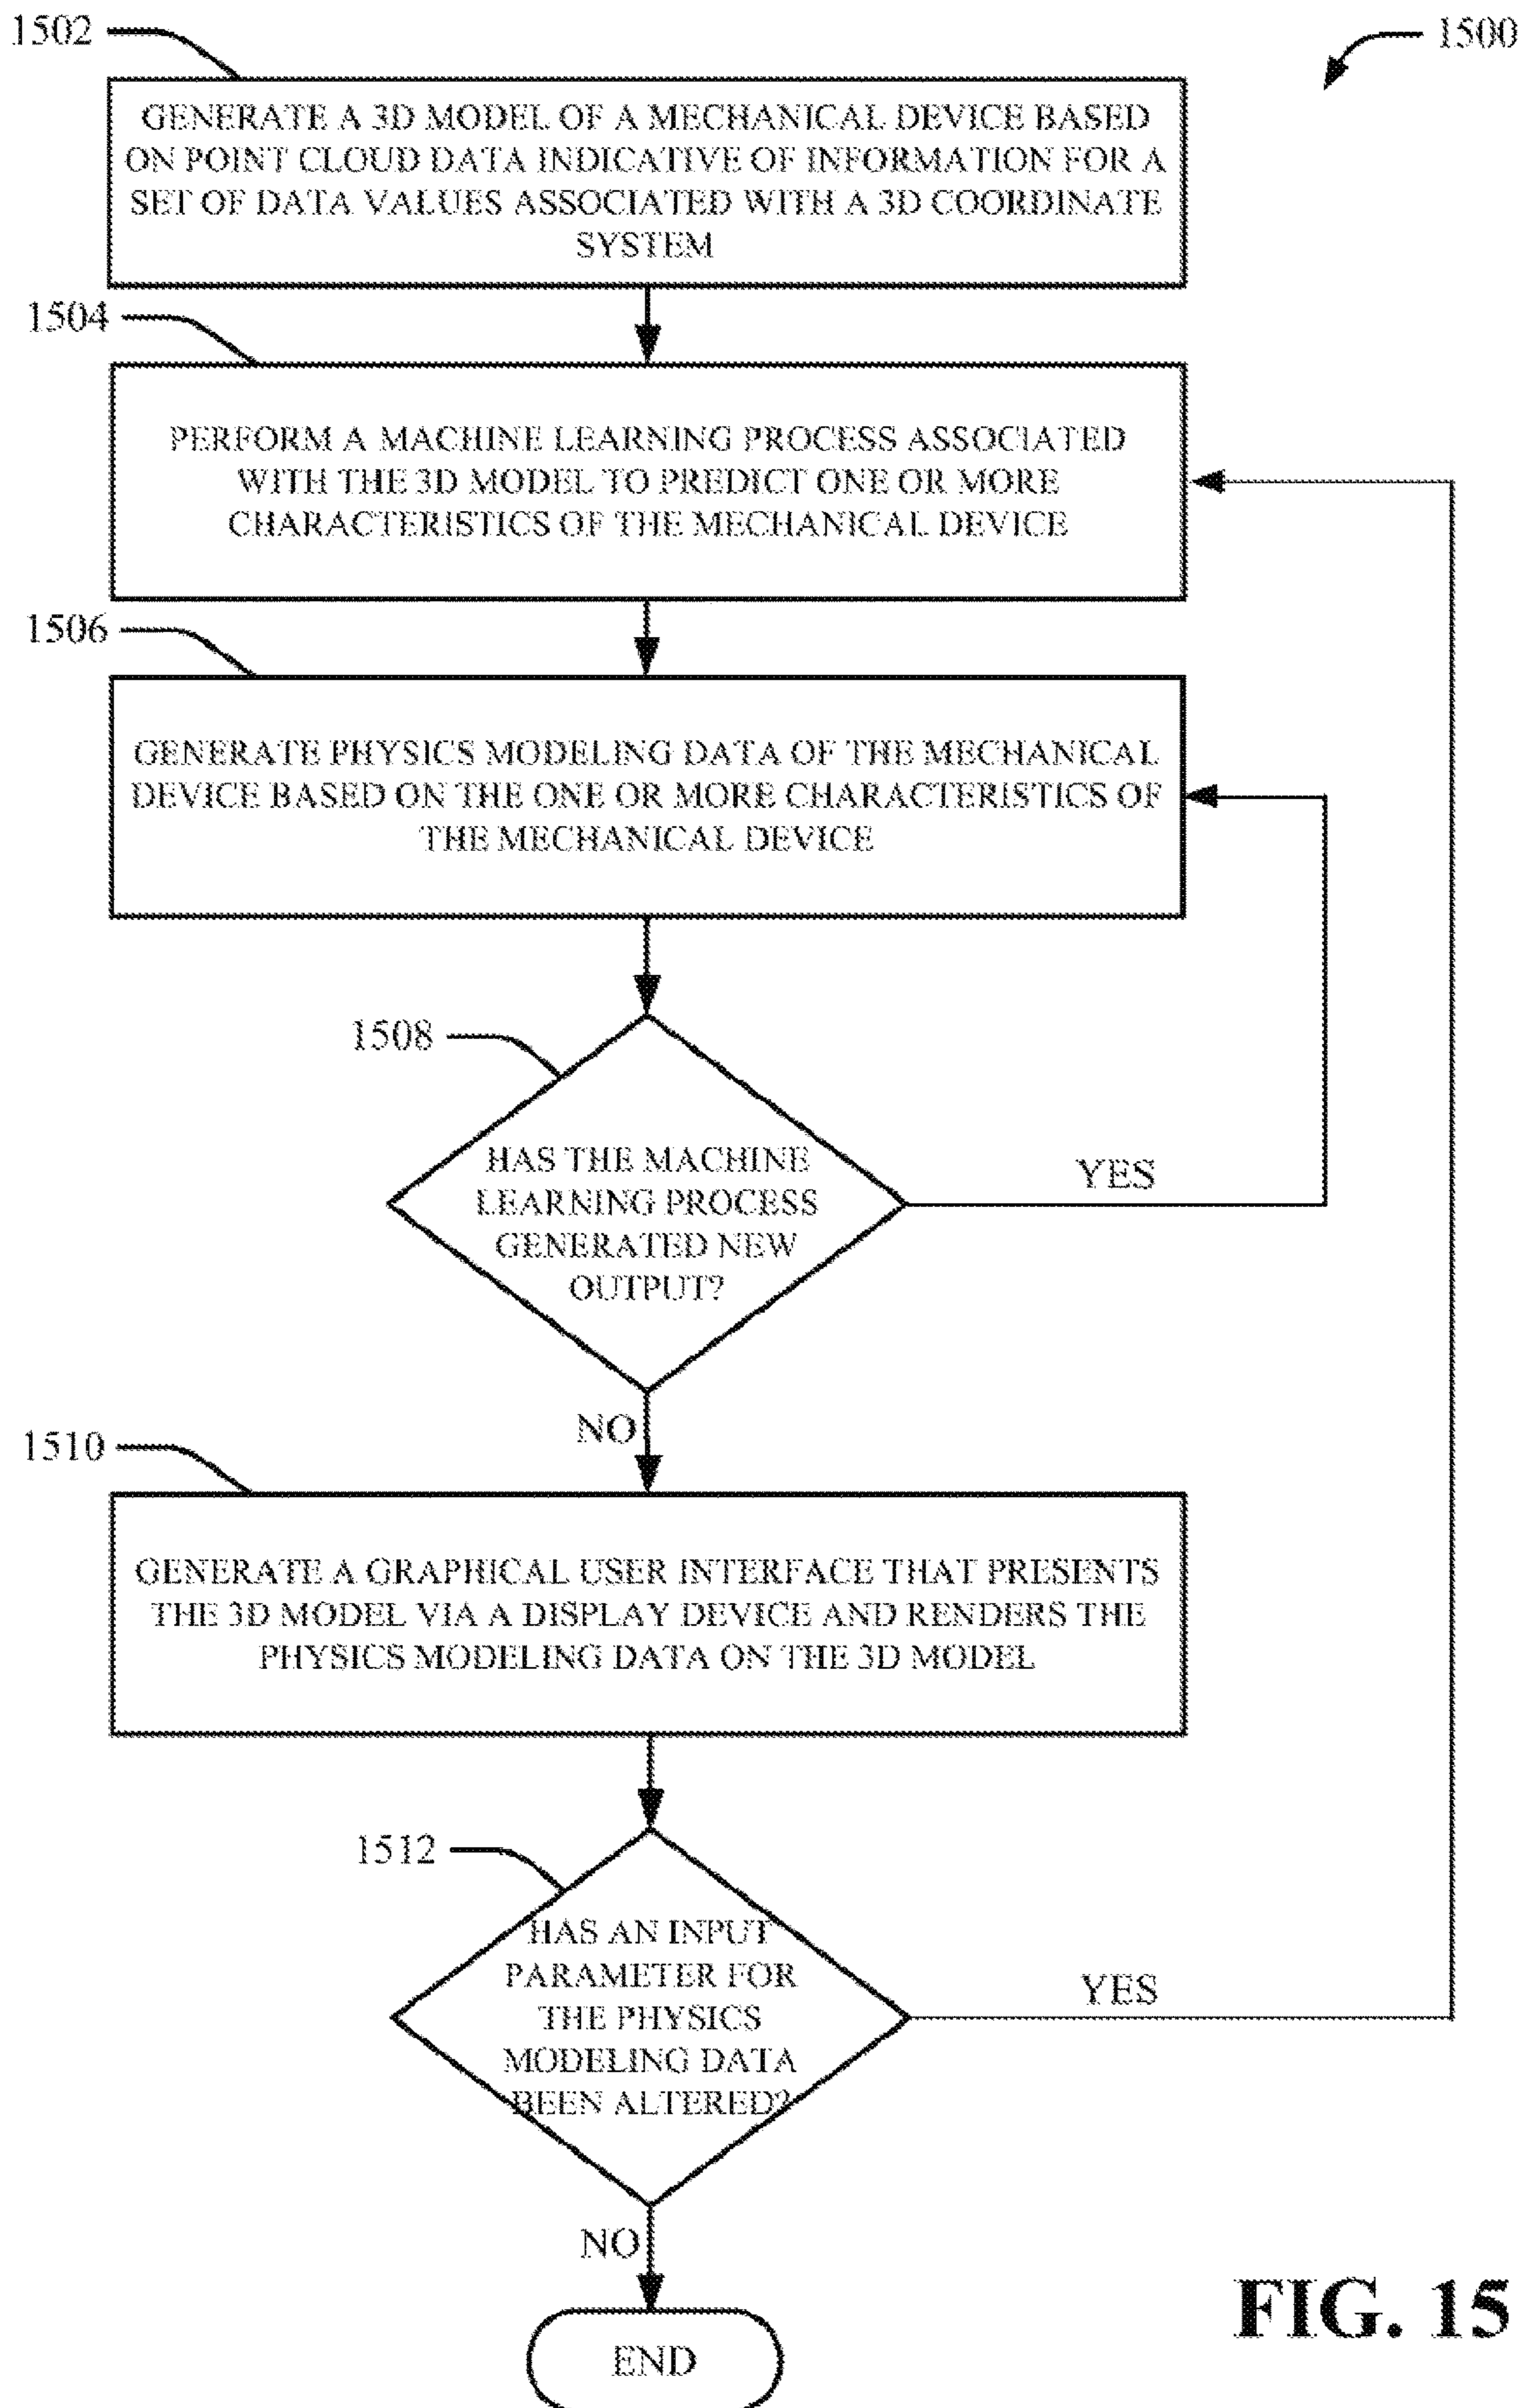 1502
1500
GENERATE A 3D MODEL OF A MECHANICAL DEVICE BASED
ON POINT CLOUD DATA INDICATIVE OF INFORMATION FOR A
SET OF DATA VALUES ASSOCIATED WITH A 3D COORDINATE
SYSTEM
1504
PERFORM A MACHINE LEARNING PROCESS ASSOCIATED
WITH THE 3D MODEL TO PREDICT ONE OR MORE
CHARACTERISTICS OF THE MECHANICAL DEVICE
1506
GENERATE PHYSICS MODELING DATA OF THE MECHANICAL
DEVICE BASED ON THE ONE OR MORE CHARACTERISTICS OF
THE MECHANICAL DEVICE
1508
HAS THE MACHINE
LEARNING PROCESS
GENERATED NEW
OUTPUT?
YES
NO
1510
GENERATE A GRAPHICAL USER INTERFACE THAT PRESENTS
THE 3D MODEL VIA A DISPLAY DEVICE AND RENDERS THE
PHYSICS MODELING DATA ON THE 3D MODEL
1512
HAS AN INPUT
PARAMETER FOR
THE PHYSICS
MODELING DATA
BEEN ALTERED?
YES
NO
END
FIG. 15